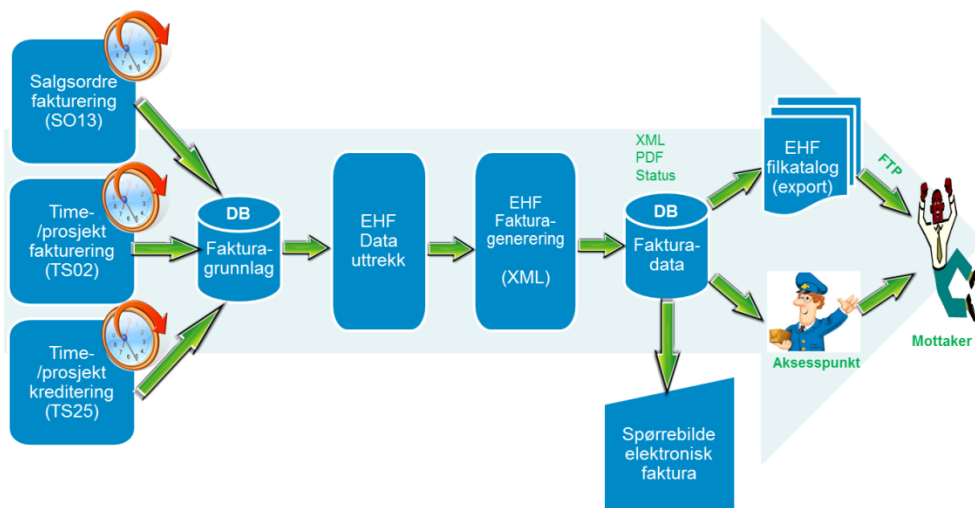 Salgsordre
fakturering
(SO13)
Time-
/prosjekt
fakturering
(TS02)
Time-
/prosjekt
kreditering
(TS25)
DB
Faktura-
grunnlag
EHF
Data
uttrekk
EHF
Faktura-
generering
(XML)
XML
PDF
Status
DB
Faktura-
data
EHF
filkatalog
(export)
FTP
Aksesspunkt
Mottaker
Spørrebilde
elektronisk
faktura